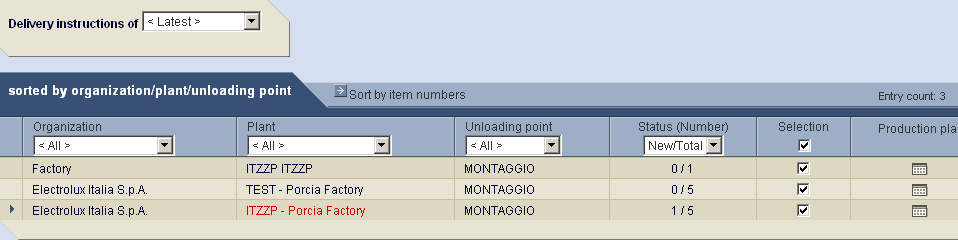 Delivery instructions of < Latest >
sorted by organization/plant/unloading point Sort by item numbers Entry count: 3
Organization Plant Unloading point Status (Number) Selection Production pla
< All > < All > < All > New/Total
Factory ITZZP ITZZP MONTAGGIO 0 / 1
Electrolux Italia S.p.A. TEST - Porcia Factory MONTAGGIO 0 / 5
Electrolux Italia S.p.A. ITZZP - Porcia Factory MONTAGGIO 1 / 5